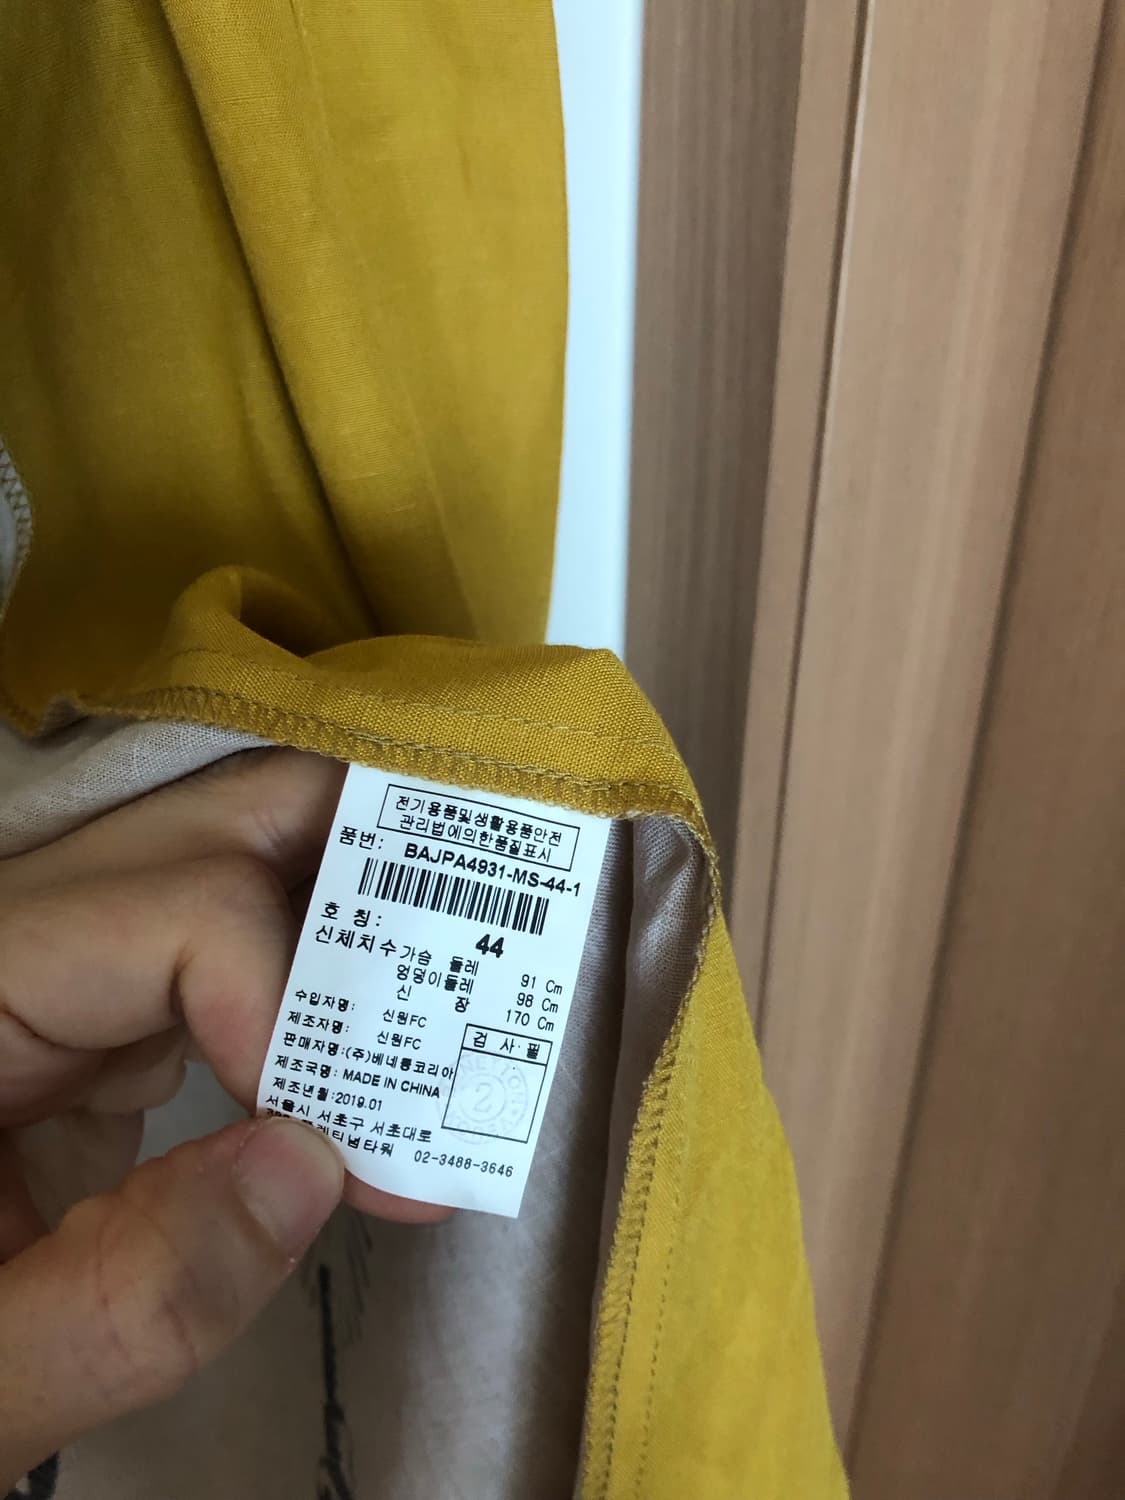 전기용품및생활용품안전
관리법에의한품질표시
품번: BAJPA4931-MS-44-1
호 칭: 44
신체치수 가슴 둘레 91 Cm
엉덩이둘레 98 Cm
신 장 170 Cm
수입자명: 신원FC
제조자명: 신원FC
판매자명:(주)베네통코리아
제조국명: MADE IN CHINA
제조년월:2019.01
서울시 서초구 서초대로
타워 02-3488-3646
검 사 필
2